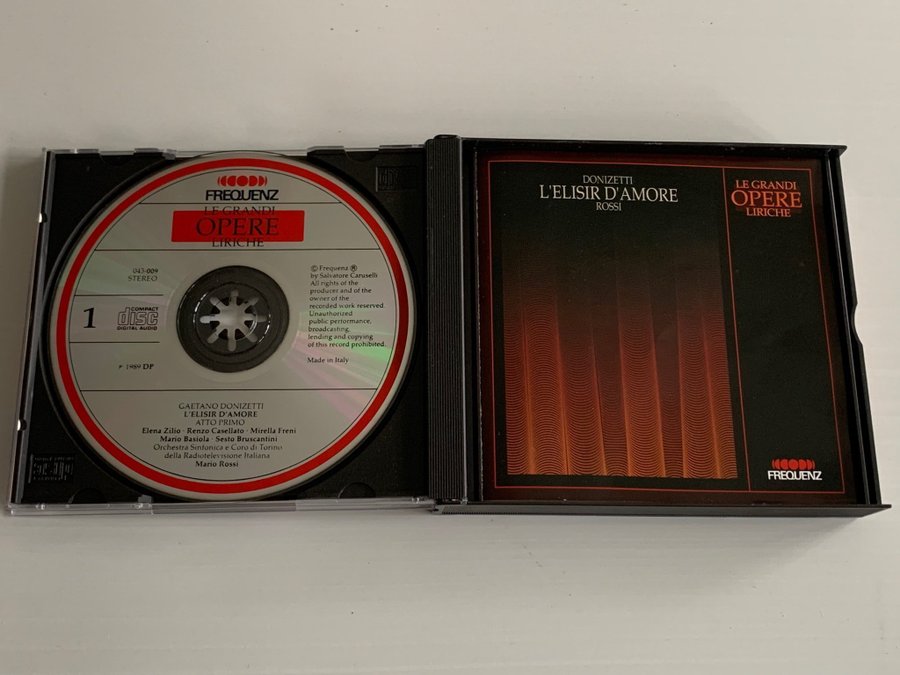 FREQUENZ
LE GRANDI
OPERE
LIRICHE
043-009
STEREO
1
COMPACT
disc
DIGITAL AUDIO
P 1989 DP
© Frequenz ℗
by Salvatore Caruselli
All rights of the
producer and of the
owner of the
recorded work reserved.
Unauthorized
public performance,
broadcasting,
lending and copying
of this record prohibited.
Made in Italy
GAETANO DONIZETTI
L'ELISIR D'AMORE
ATTO PRIMO
Elena Zilio · Renzo Casellato · Mirella Freni
Mario Basiola · Sesto Bruscantini
Orchestra Sinfonica e Coro di Torino
della Radiotelevisione Italiana
Mario Rossi
DONIZETTI
L'ELISIR D'AMORE
ROSSI
LE GRANDI
OPERE
LIRICHE
FREQUENZ